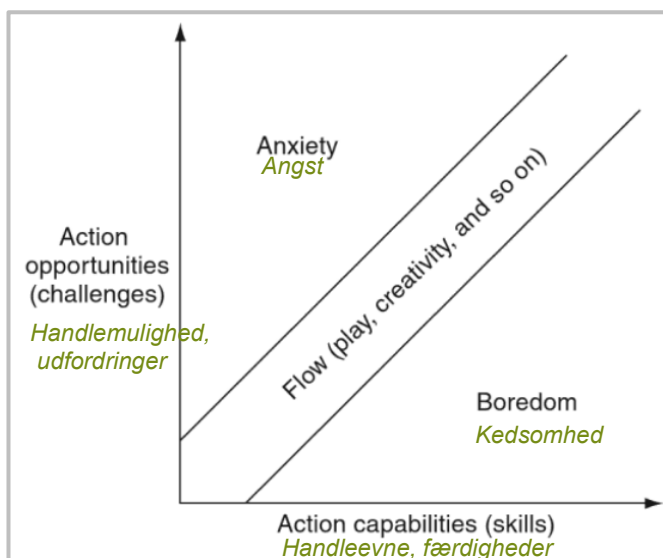 Anxiety
Angst
Action
opportunities
(challenges)
Handlemulighed,
udfordringer
Flow (play, creativity, and so on)
Boredom
Kedsomhed
Action capabilities (skills)
Handleevne, færdigheder